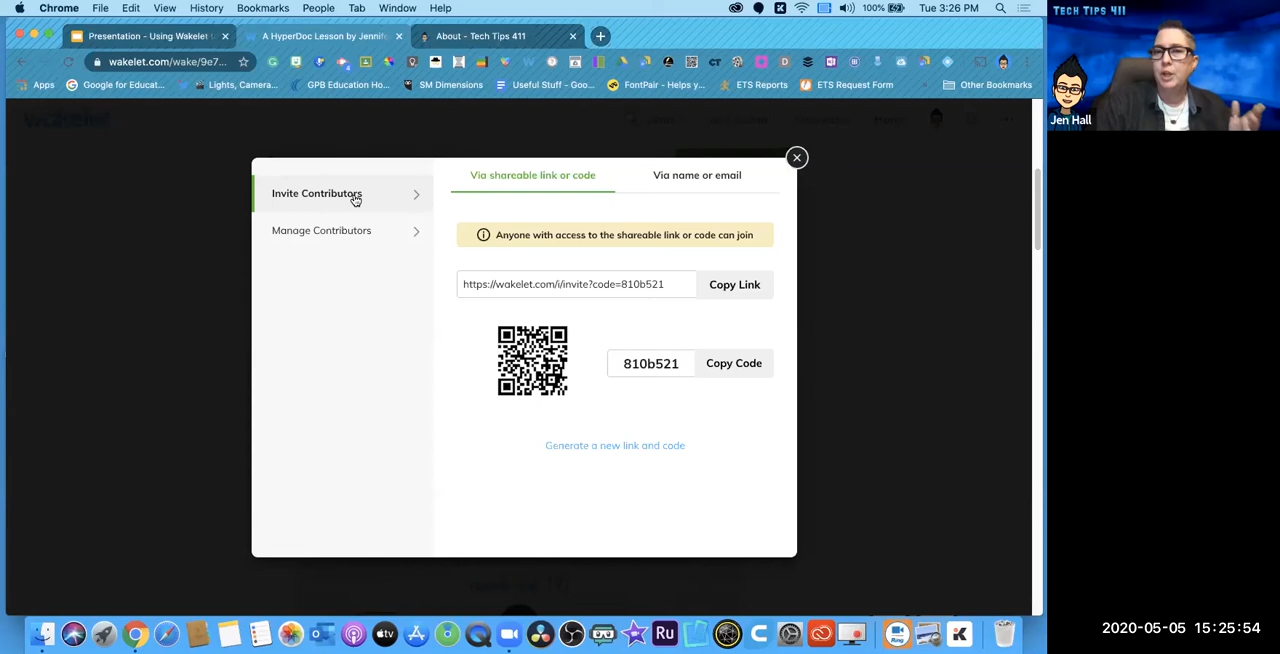 Chrome File Edit View History Bookmarks People Tab Window Help 100% Tue 3:26 PM
TECH TIPS 411
Presentation - Using Wakelet
A HyperDoc Lesson by Jennife
About - Tech Tips 411
wakelet.com/wake/9e7...
Apps Google for Educat... Lights, Camera... GPB Education Ho... SM Dimensions Useful Stuff - Goo... FontPair - Helps y... ETS Reports ETS Request Form Other Bookmarks
Jen Hall
Invite Contributors
Manage Contributors
Via shareable link or code
Via name or email
Anyone with access to the shareable link or code can join
https://wakelet.com/i/invite?code=810b521
Copy Link
810b521
Copy Code
Generate a new link and code
2020-05-05 15:25:54